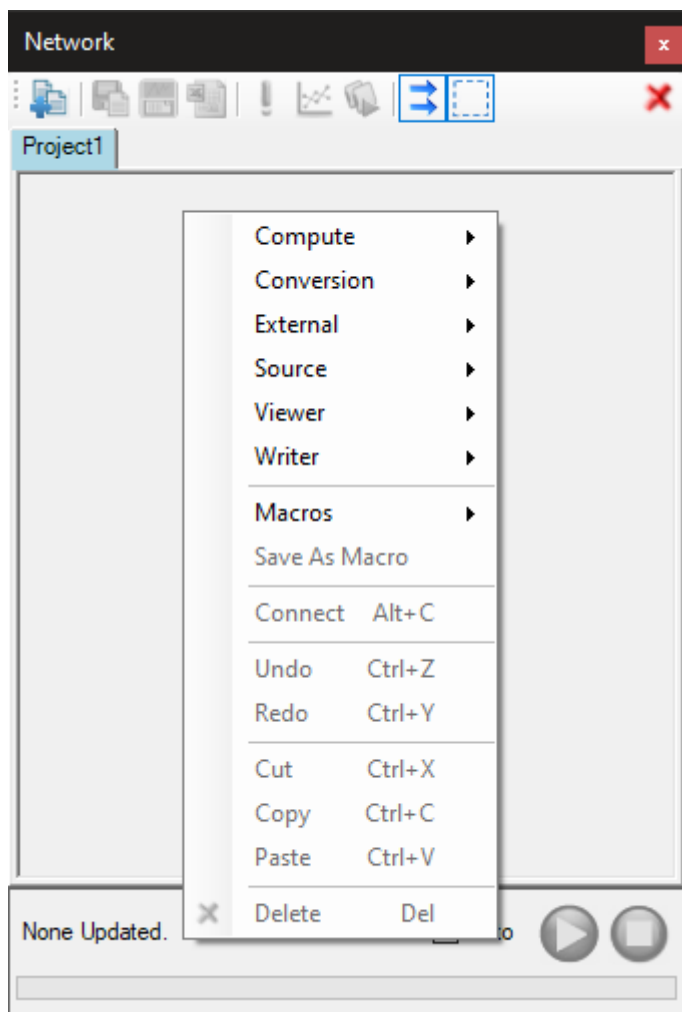 Network
x
Project1
Compute
Conversion
External
Source
Viewer
Writer
Macros
Save As Macro
Connect Alt+C
Undo Ctrl+Z
Redo Ctrl+Y
Cut Ctrl+X
Copy Ctrl+C
Paste Ctrl+V
Delete Del
None Updated.